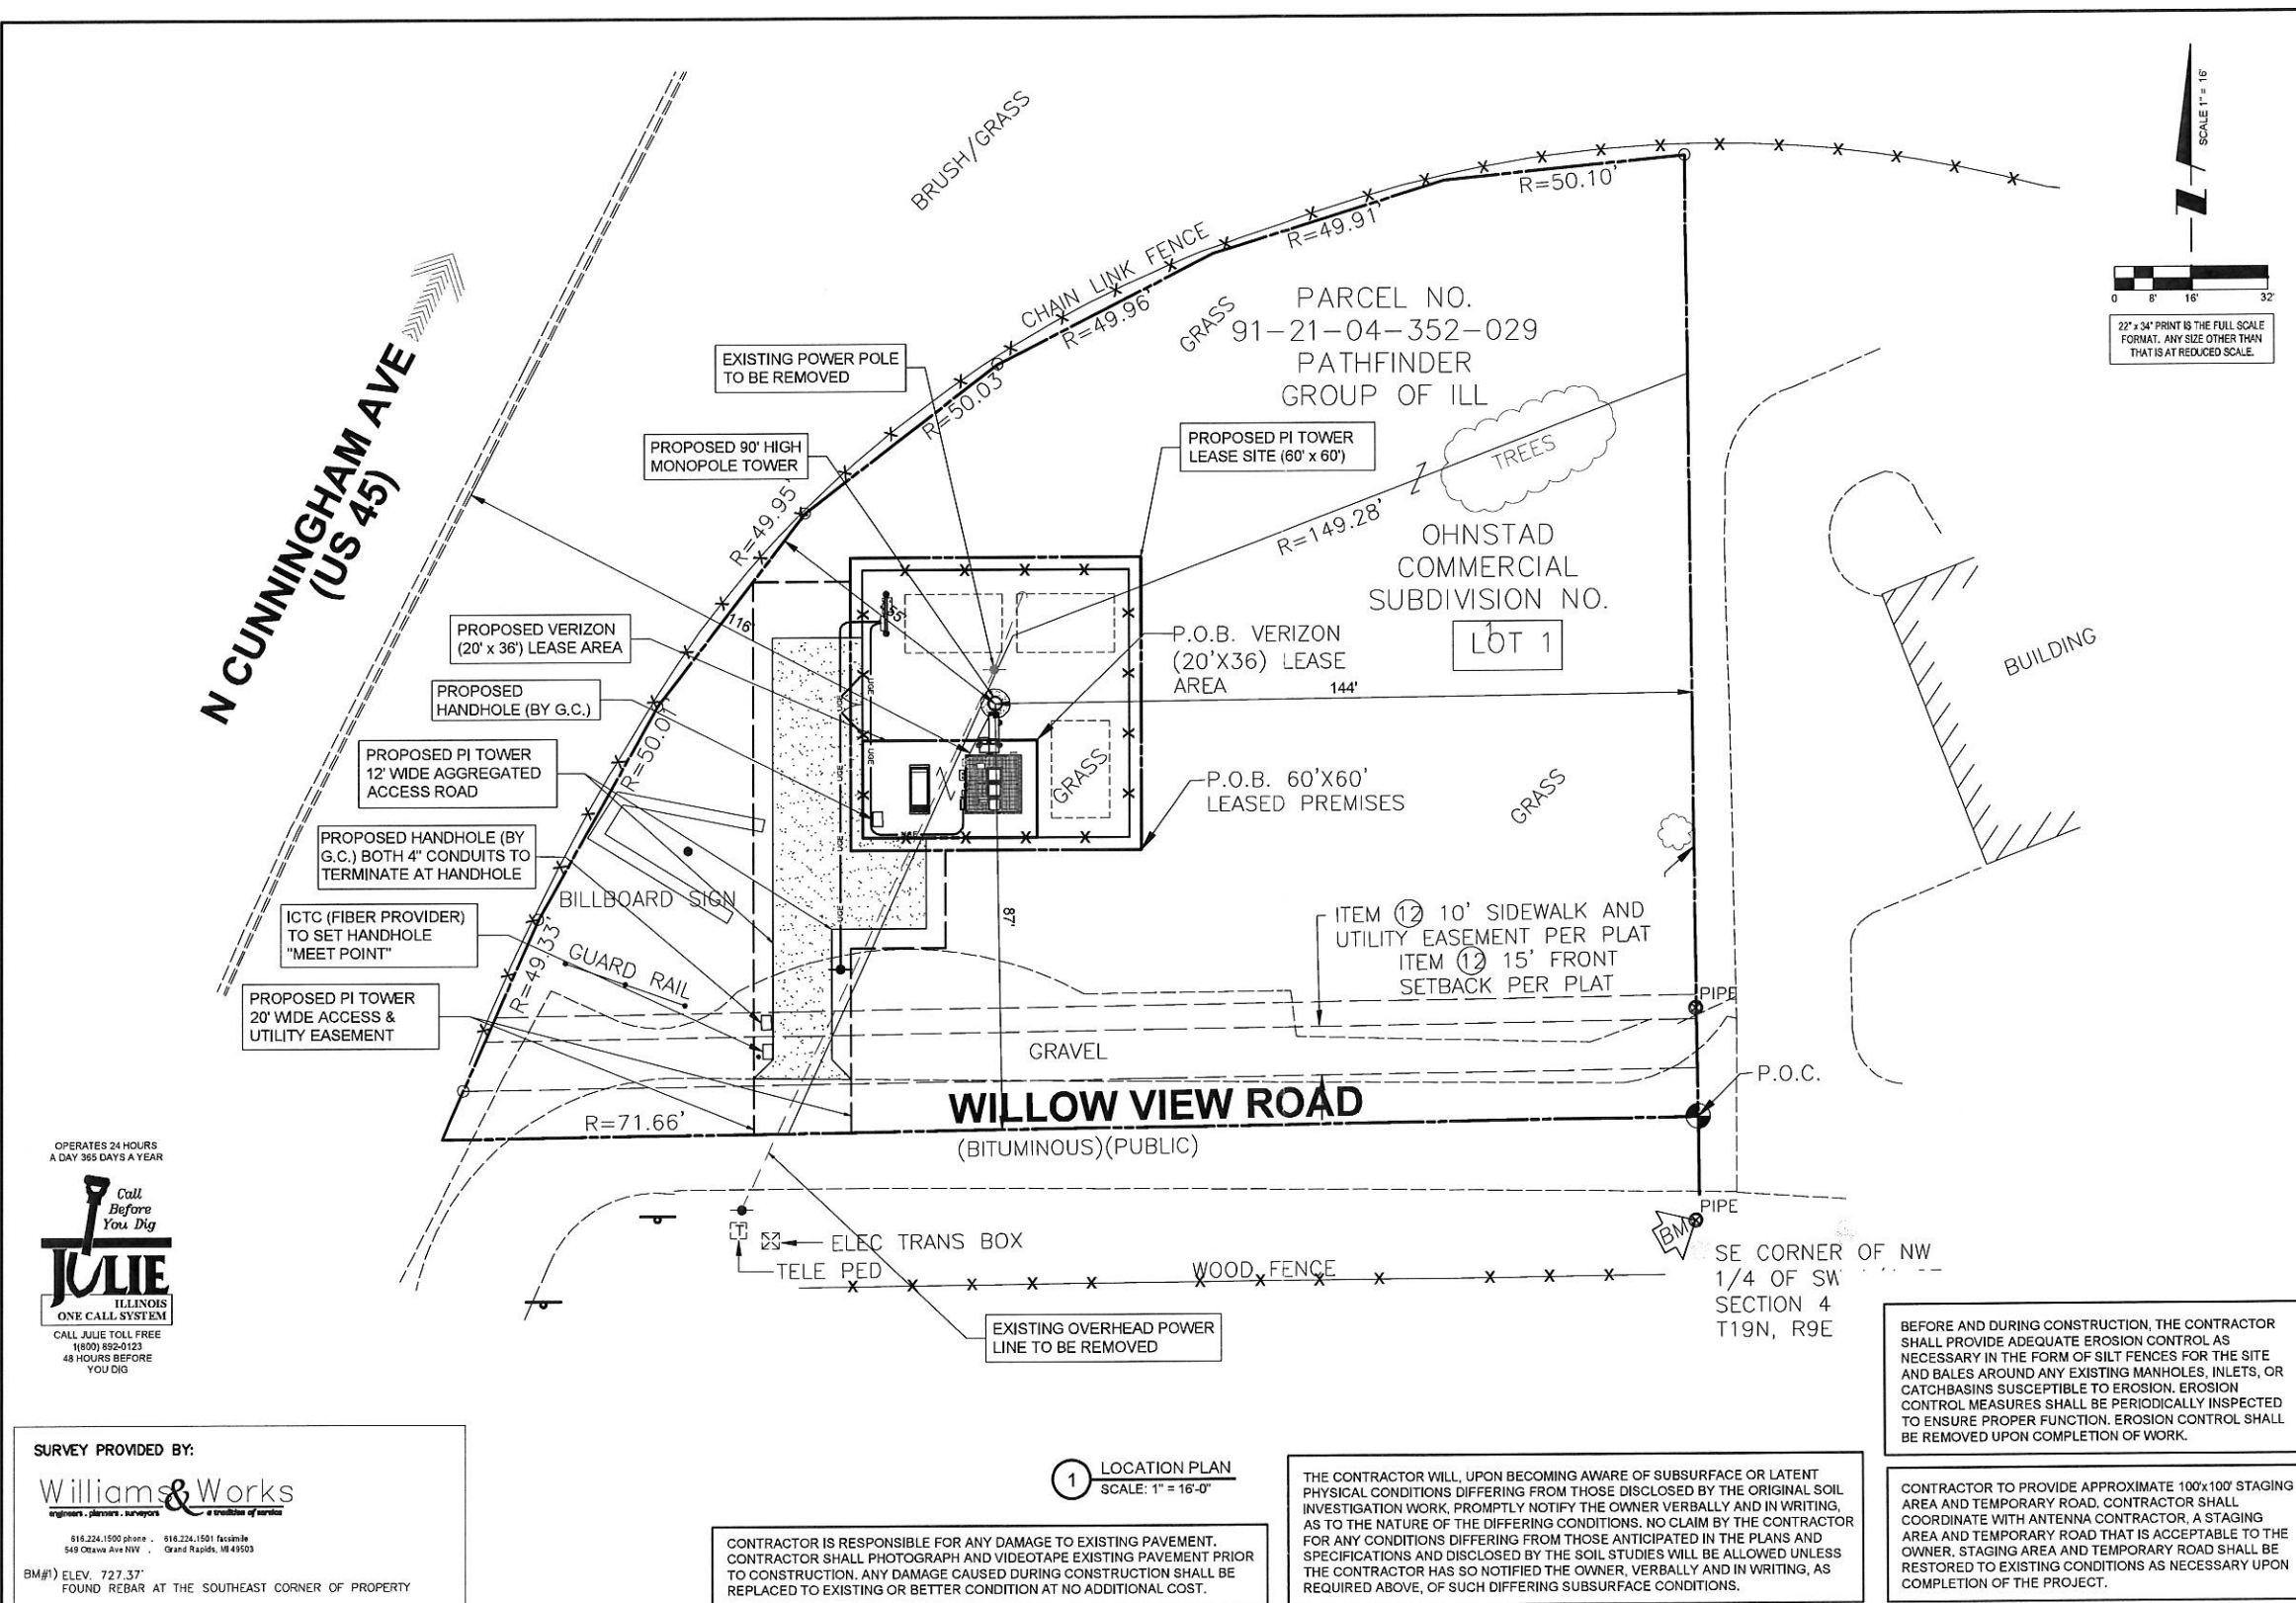 BRUSH/GRASS
SCALE 1" = 16'
0 8' 16' 32'
22" x 34" PRINT IS THE FULL SCALE
FORMAT. ANY SIZE OTHER THAN
THAT IS AT REDUCED SCALE.
R=50.10'
R=49.91'
CHAIN LINK FENCE
R=49.96'
GRASS
PARCEL NO.
91-21-04-352-029
PATHFINDER
GROUP OF ILL
EXISTING POWER POLE
TO BE REMOVED
R=50.03'
N CUNNINGHAM AVE
(US 45)
PROPOSED 90' HIGH
MONOPOLE TOWER
PROPOSED PI TOWER
LEASE SITE (60' x 60')
TREES
R=49.95'
R=149.28'
OHNSTAD
COMMERCIAL
SUBDIVISION NO.
1
LOT 1
116'
55'
PROPOSED VERIZON
(20' x 36') LEASE AREA
P.O.B. VERIZON
(20'X36) LEASE
AREA
144'
BUILDING
PROPOSED
HANDHOLE (BY G.C.)
UGE
UGE
UGE
UGE
UGE
R=50.01'
PROPOSED PI TOWER
12' WIDE AGGREGATED
ACCESS ROAD
GRASS
P.O.B. 60'X60'
LEASED PREMISES
GRASS
PROPOSED HANDHOLE (BY
G.C.) BOTH 4" CONDUITS TO
TERMINATE AT HANDHOLE
BILLBOARD SIGN
87'
ICTC (FIBER PROVIDER)
TO SET HANDHOLE
"MEET POINT"
R=49.33'
GUARD RAIL
ITEM 12 10' SIDEWALK AND
UTILITY EASEMENT PER PLAT
ITEM 12 15' FRONT
SETBACK PER PLAT
PIPE
PROPOSED PI TOWER
20' WIDE ACCESS &
UTILITY EASEMENT
GRAVEL
P.O.C.
WILLOW VIEW ROAD
R=71.66'
(BITUMINOUS)(PUBLIC)
OPERATES 24 HOURS
A DAY 365 DAYS A YEAR
Call
Before
You Dig
JULIE
ILLINOIS
ONE CALL SYSTEM
CALL JULIE TOLL FREE
1(800) 892-0123
48 HOURS BEFORE
YOU DIG
T
ELEC TRANS BOX
TELE PED
WOOD FENCE
PIPE
BM
SE CORNER OF NW
1/4 OF SW
SECTION 4
T19N, R9E
EXISTING OVERHEAD POWER
LINE TO BE REMOVED
BEFORE AND DURING CONSTRUCTION, THE CONTRACTOR
SHALL PROVIDE ADEQUATE EROSION CONTROL AS
NECESSARY IN THE FORM OF SILT FENCES FOR THE SITE
AND BALES AROUND ANY EXISTING MANHOLES, INLETS, OR
CATCHBASINS SUSCEPTIBLE TO EROSION. EROSION
CONTROL MEASURES SHALL BE PERIODICALLY INSPECTED
TO ENSURE PROPER FUNCTION. EROSION CONTROL SHALL
BE REMOVED UPON COMPLETION OF WORK.
SURVEY PROVIDED BY:
Williams & Works
engineers . planners . surveyors a tradition of service
616.224.1500 phone . 616.224.1501 facsimile
549 Ottawa Ave NW . Grand Rapids, MI 49503
BM#1) ELEV. 727.37'
FOUND REBAR AT THE SOUTHEAST CORNER OF PROPERTY
1 LOCATION PLAN
SCALE: 1" = 16'-0"
CONTRACTOR IS RESPONSIBLE FOR ANY DAMAGE TO EXISTING PAVEMENT.
CONTRACTOR SHALL PHOTOGRAPH AND VIDEOTAPE EXISTING PAVEMENT PRIOR
TO CONSTRUCTION. ANY DAMAGE CAUSED DURING CONSTRUCTION SHALL BE
REPLACED TO EXISTING OR BETTER CONDITION AT NO ADDITIONAL COST.
THE CONTRACTOR WILL, UPON BECOMING AWARE OF SUBSURFACE OR LATENT
PHYSICAL CONDITIONS DIFFERING FROM THOSE DISCLOSED BY THE ORIGINAL SOIL
INVESTIGATION WORK, PROMPTLY NOTIFY THE OWNER VERBALLY AND IN WRITING,
AS TO THE NATURE OF THE DIFFERING CONDITIONS. NO CLAIM BY THE CONTRACTOR
FOR ANY CONDITIONS DIFFERING FROM THOSE ANTICIPATED IN THE PLANS AND
SPECIFICATIONS AND DISCLOSED BY THE SOIL STUDIES WILL BE ALLOWED UNLESS
THE CONTRACTOR HAS SO NOTIFIED THE OWNER, VERBALLY AND IN WRITING, AS
REQUIRED ABOVE, OF SUCH DIFFERING SUBSURFACE CONDITIONS.
CONTRACTOR TO PROVIDE APPROXIMATE 100'x100' STAGING
AREA AND TEMPORARY ROAD, CONTRACTOR SHALL
COORDINATE WITH ANTENNA CONTRACTOR, A STAGING
AREA AND TEMPORARY ROAD THAT IS ACCEPTABLE TO THE
OWNER. STAGING AREA AND TEMPORARY ROAD SHALL BE
RESTORED TO EXISTING CONDITIONS AS NECESSARY UPON
COMPLETION OF THE PROJECT.